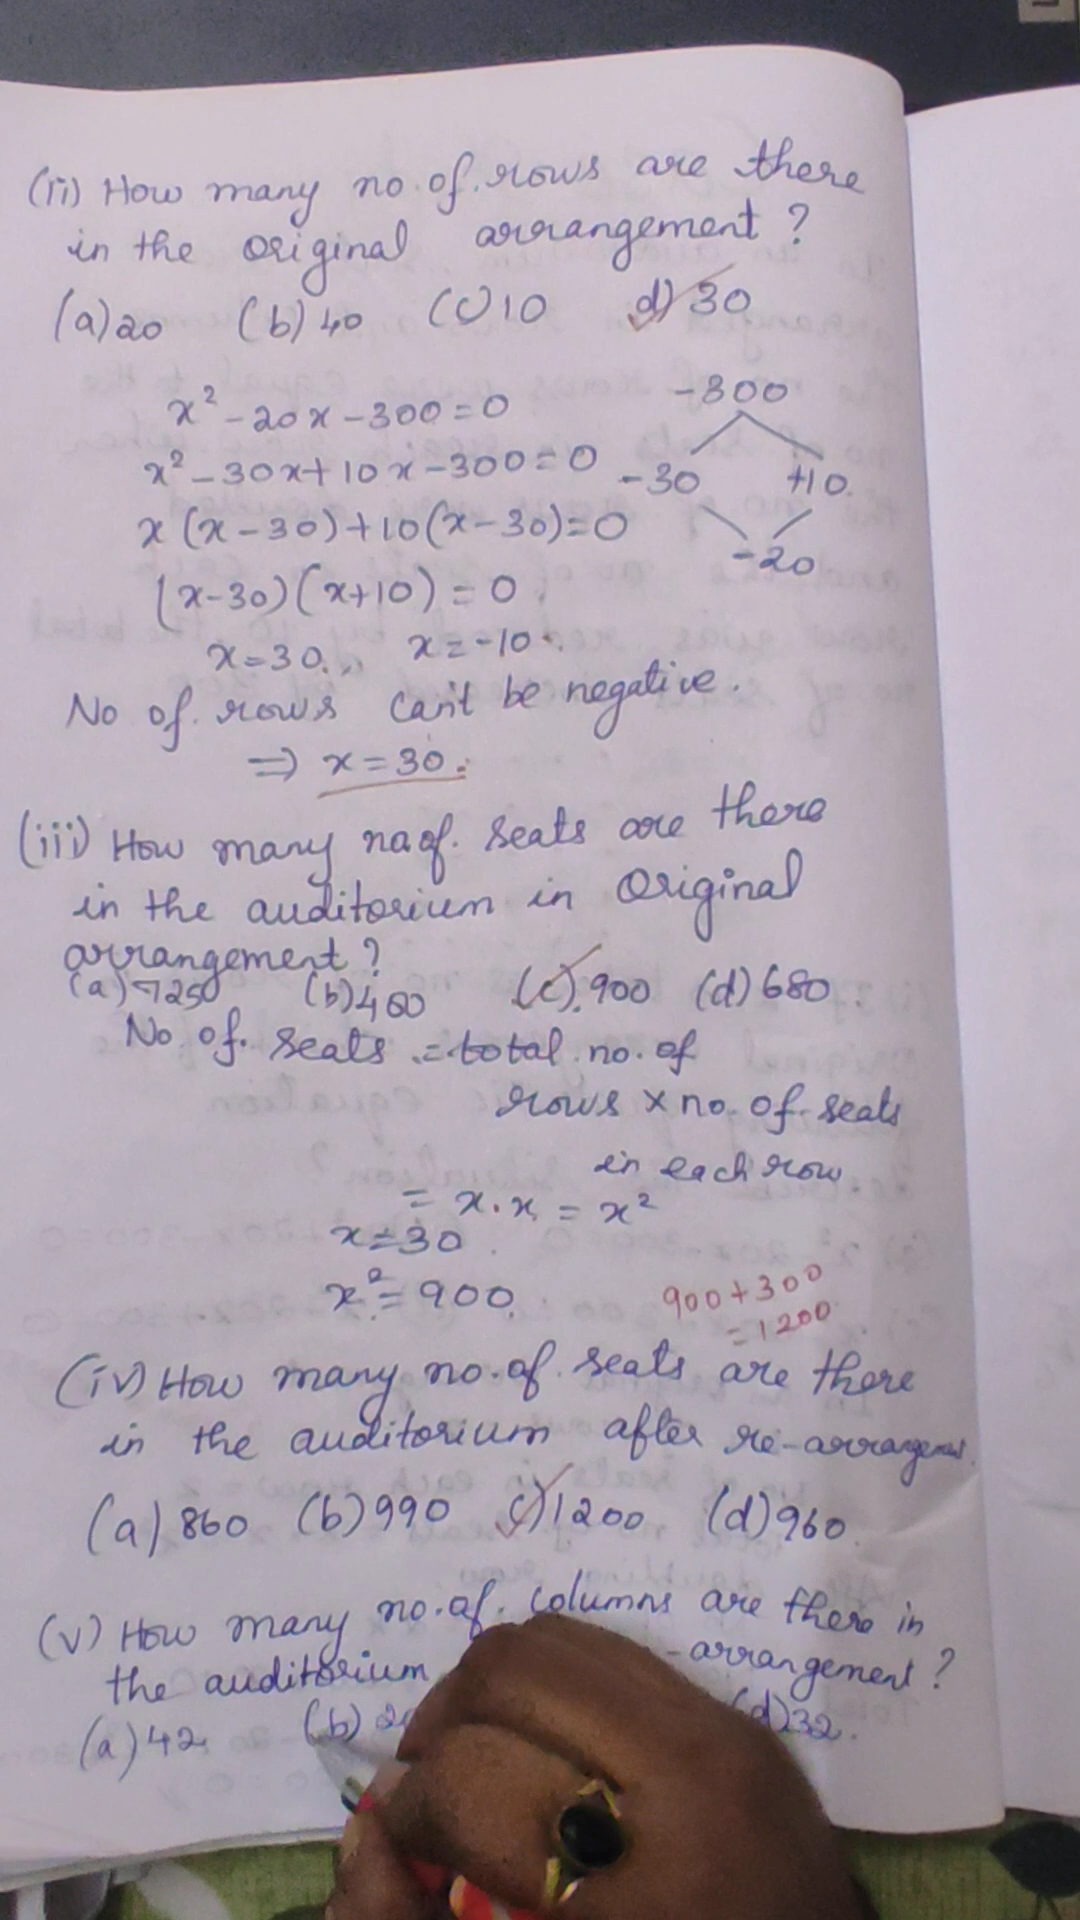 (ii) How many no. of. rows are there
in the original arrangement ?
(a) 20 (b) 40 (c) 10 d) 30
x² - 20x - 300 = 0
-300
x² - 30x + 10x - 300 = 0
-30 +10.
x (x - 30) + 10 (x - 30) = 0
-20
(x-30) (x+10) = 0.
x = 30., x = -10.
No of. rows can't be negative.
⇒ x = 30.
(iii) How many no of. seats are there
in the auditorium in original
arrangement ?
(a) 7250 (b) 460 (c). 900 (d) 680.
No. of. seats = total no. of
rows x no. of. seats
in each row.
= x . x = x²
x = 30.
x² = 900.
900 + 300
= 1200
(iv) How many no. of. seats are there
in the auditorium after
(a) 860 (b) 990 c) 1200 (d) 960.
(v) How many no. of. columns are there in
the auditorium -arrangement ?
(a) 42 (b) (d) 32.